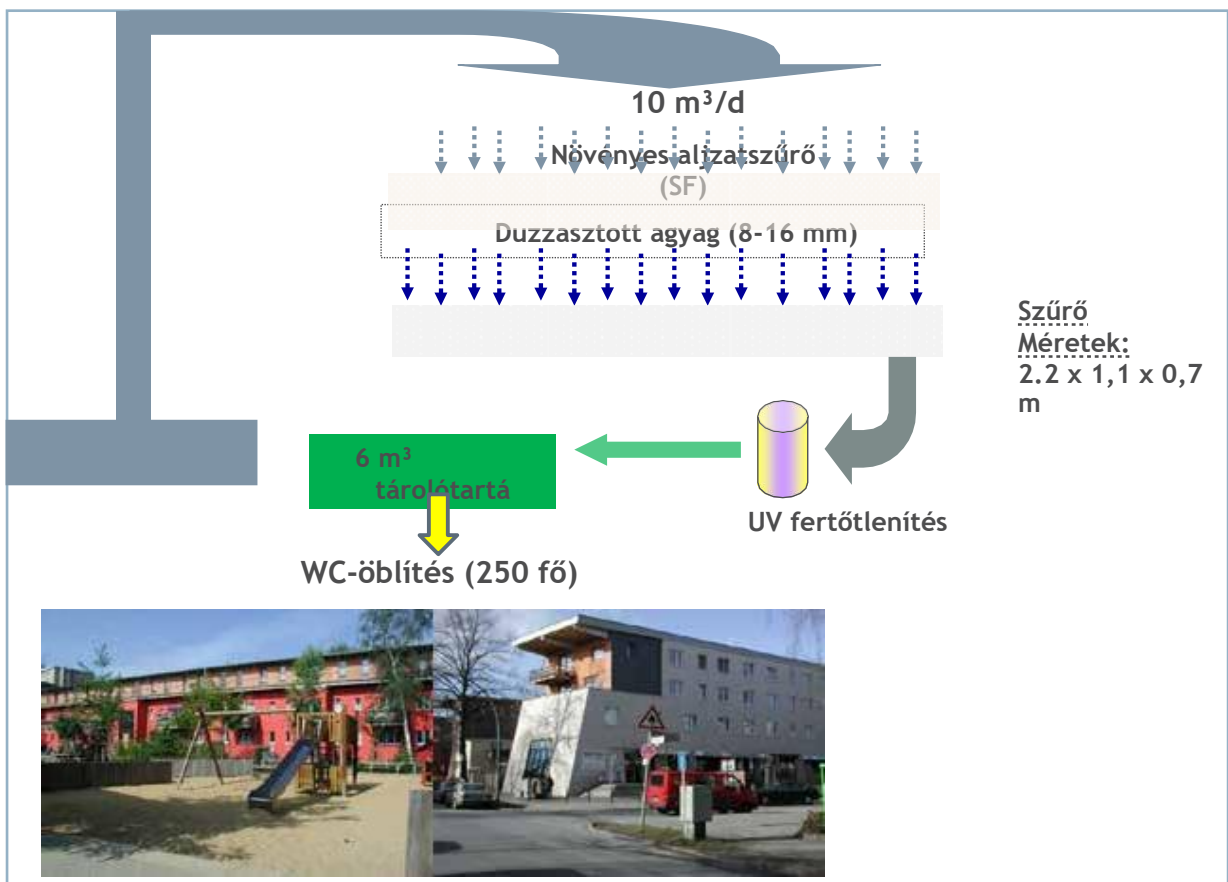 10 m³/d
Növényes aljzatszűrő
(SF)
Duzzasztott agyag (8-16 mm)
Szűrő
Méretek:
2.2 x 1,1 x 0,7
m
6 m³
tárolótartá
UV fertőtlenítés
WC-öblítés (250 fő)